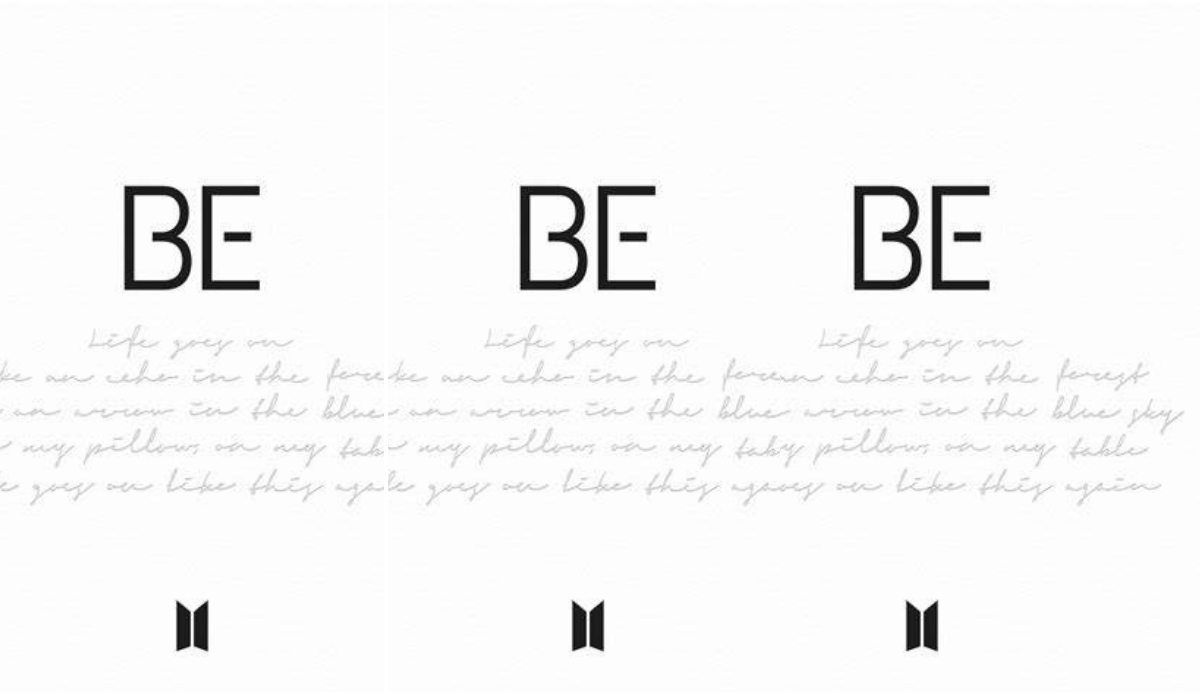 BE BE BE
Life goes on Life goes on Life goes on
ke an echo in the fore ke an echo in the foren echo in the forest
an arrow in the blue an arrow in the blue arrow in the blue sky
my pillow, on my tab my pillow, on my taby pillow, on my table
e goes on like this aga e goes on like this agaoes on like this again